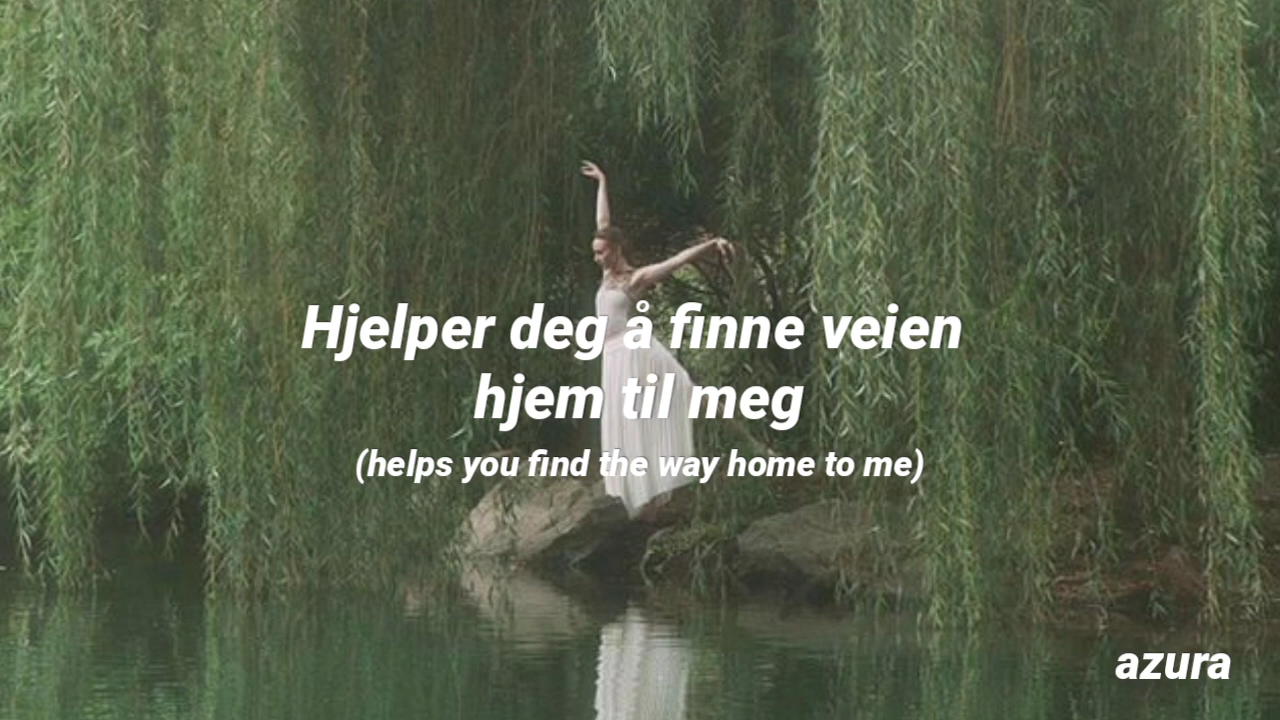 Hjelper deg å finne veien
hjem til meg
(helps you find the way home to me)
azura